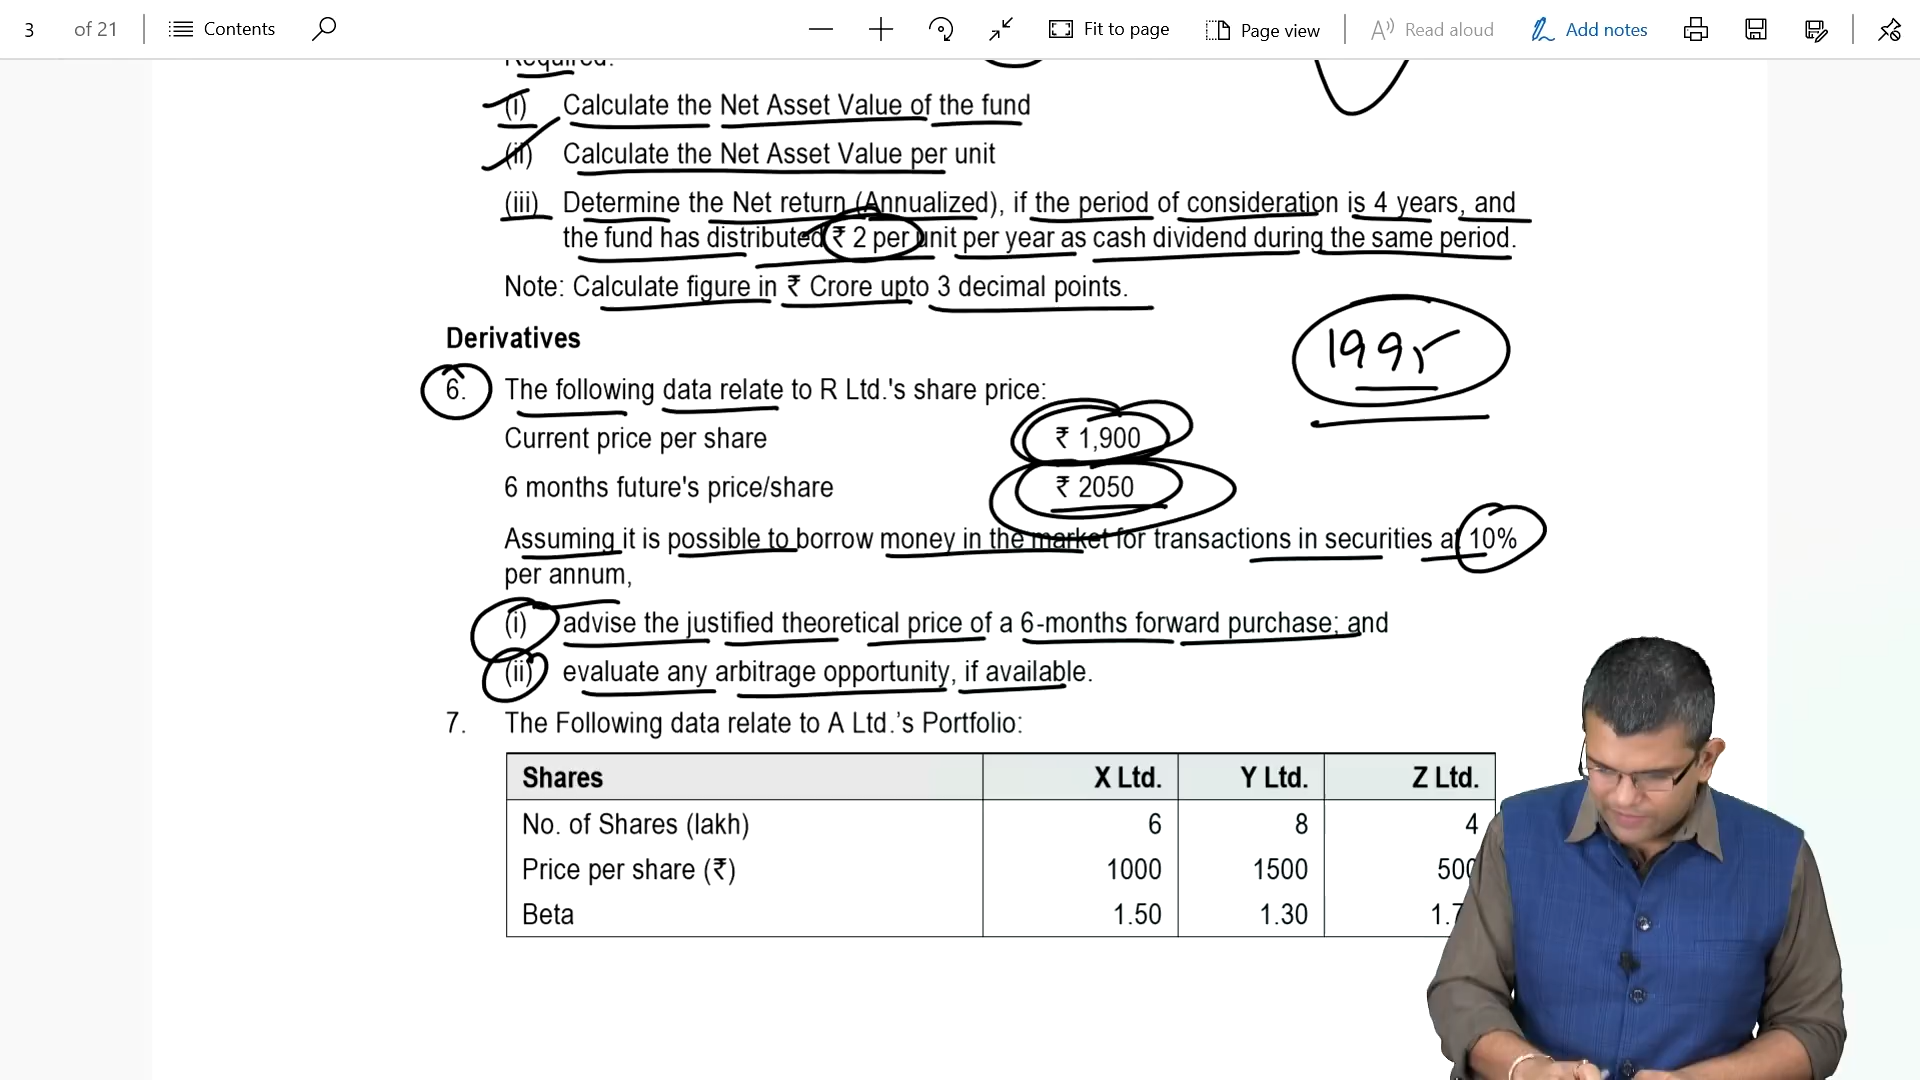 3 of 21 Contents Fit to page Page view Read aloud Add notes
Required:
(i) Calculate the Net Asset Value of the fund
(ii) Calculate the Net Asset Value per unit
(iii) Determine the Net return (Annualized), if the period of consideration is 4 years, and
the fund has distributed ₹ 2 per unit per year as cash dividend during the same period.
Note: Calculate figure in ₹ Crore upto 3 decimal points.
Derivatives
1995
6. The following data relate to R Ltd.'s share price:
Current price per share ₹ 1,900
6 months future's price/share ₹ 2050
Assuming it is possible to borrow money in the market for transactions in securities at 10%
per annum,
(i) advise the justified theoretical price of a 6-months forward purchase; and
(ii) evaluate any arbitrage opportunity, if available.
7. The Following data relate to A Ltd.’s Portfolio:
Shares X Ltd. Y Ltd. Z Ltd.
No. of Shares (lakh) 6 8 4
Price per share (₹) 1000 1500 500
Beta 1.50 1.30